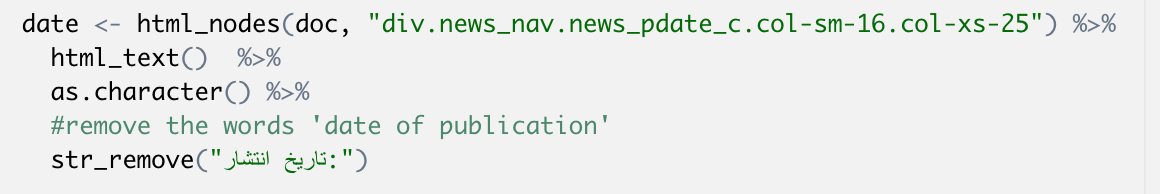 date <- html_nodes(doc, "div.news_nav.news_pdate_c.col-sm-16.col-xs-25") %>%
html_text()  %>%
as.character() %>%
#remove the words 'date of publication'
str_remove("تاریخ انتشار:")